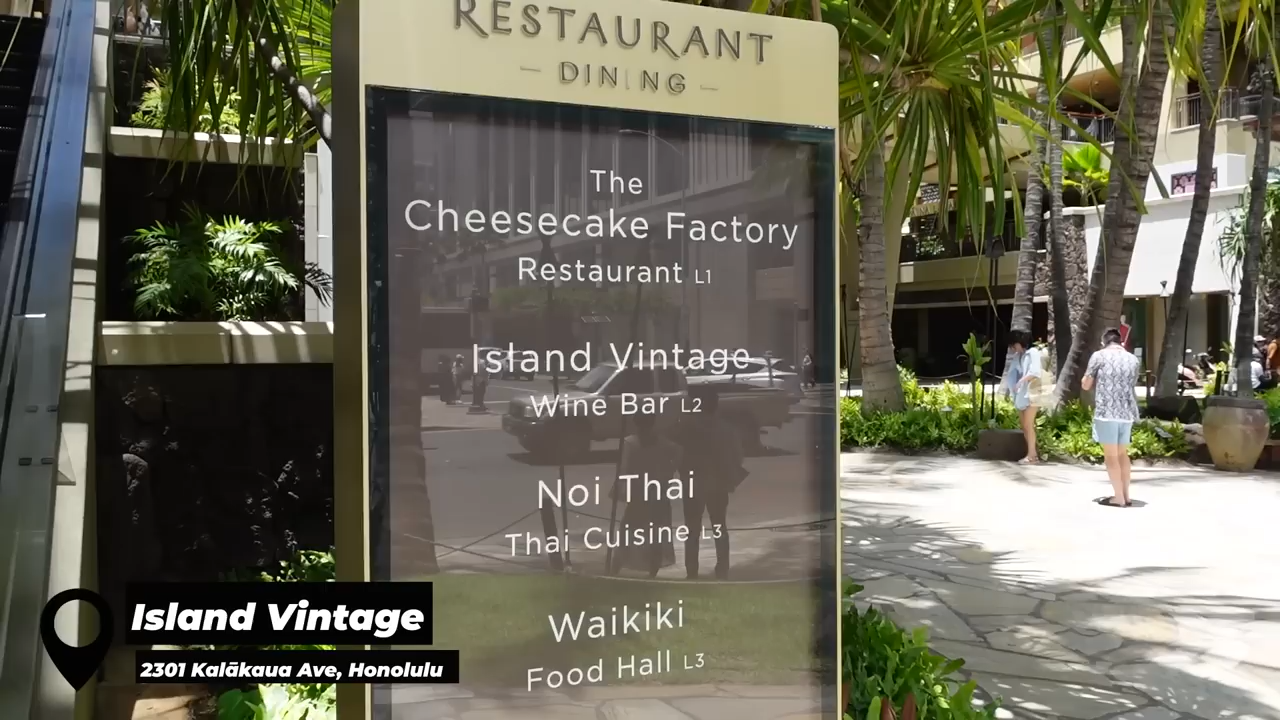 RESTAURANT
— DINING —
The
Cheesecake Factory
Restaurant L1
Island Vintage
Wine Bar L2
Noi Thai
Thai Cuisine L3
Waikiki
Food Hall L3
Island Vintage
2301 Kalākaua Ave, Honolulu